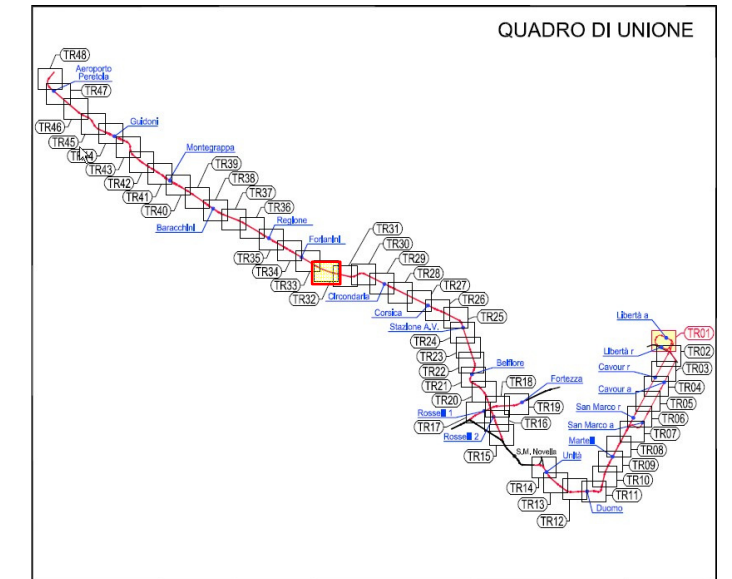 QUADRO DI UNIONE
TR48
Aeroporto
Peretola
TR47
TR46
Guidoni
TR45
TR43
Montegrappa
TR42
TR39
TR41
TR38
TR40
TR37
Baracchini
TR36
Regione
TR35
Forlanini
TR31
TR34
TR30
TR33
TR29
TR32
TR28
Circondaria
TR27
Corsica
TR26
Stazione A.V.
TR25
Libertà a
TR01
TR24
Libertà r
TR02
TR23
TR03
Belfiore
Cavour r
TR22
TR18
Fortezza
Cavour a
TR04
TR21
TR05
TR20
TR19
San Marco r
TR06
Rosselli 1
TR16
TR17
San Marco a
TR07
Rosselli 2
Martelli
TR08
TR15
S.M. Novella
Unità
TR09
TR10
TR14
TR11
TR13
Duomo
TR12